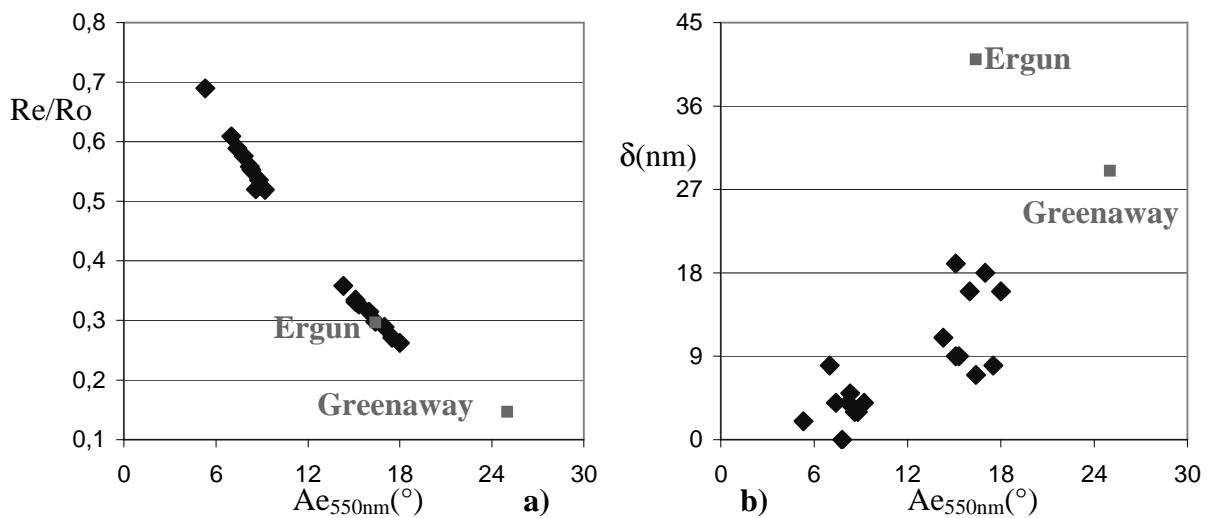 0,8
0,7
Re/Ro
0,6
0,5
0,4
0,3
0,2
0,1
Ergun
Greenaway
0 6 12 18 24 30
Ae550nm(°) a)
45
36
δ(nm)
27
18
9
0
Ergun
Greenaway
0 6 12 18 24 30
Ae550nm(°) b)